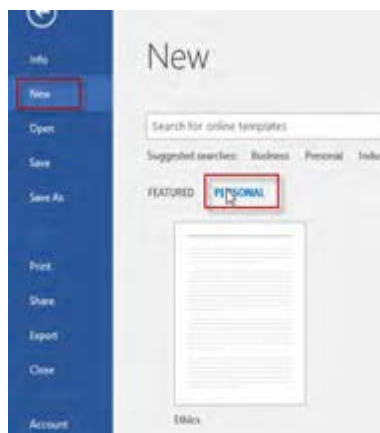 Info
New
Open
Save
Save As
Print
Share
Export
Close
Account
New
Search for online templates
Suggested searches: Business Personal
FEATURED PERSONAL
Ethics